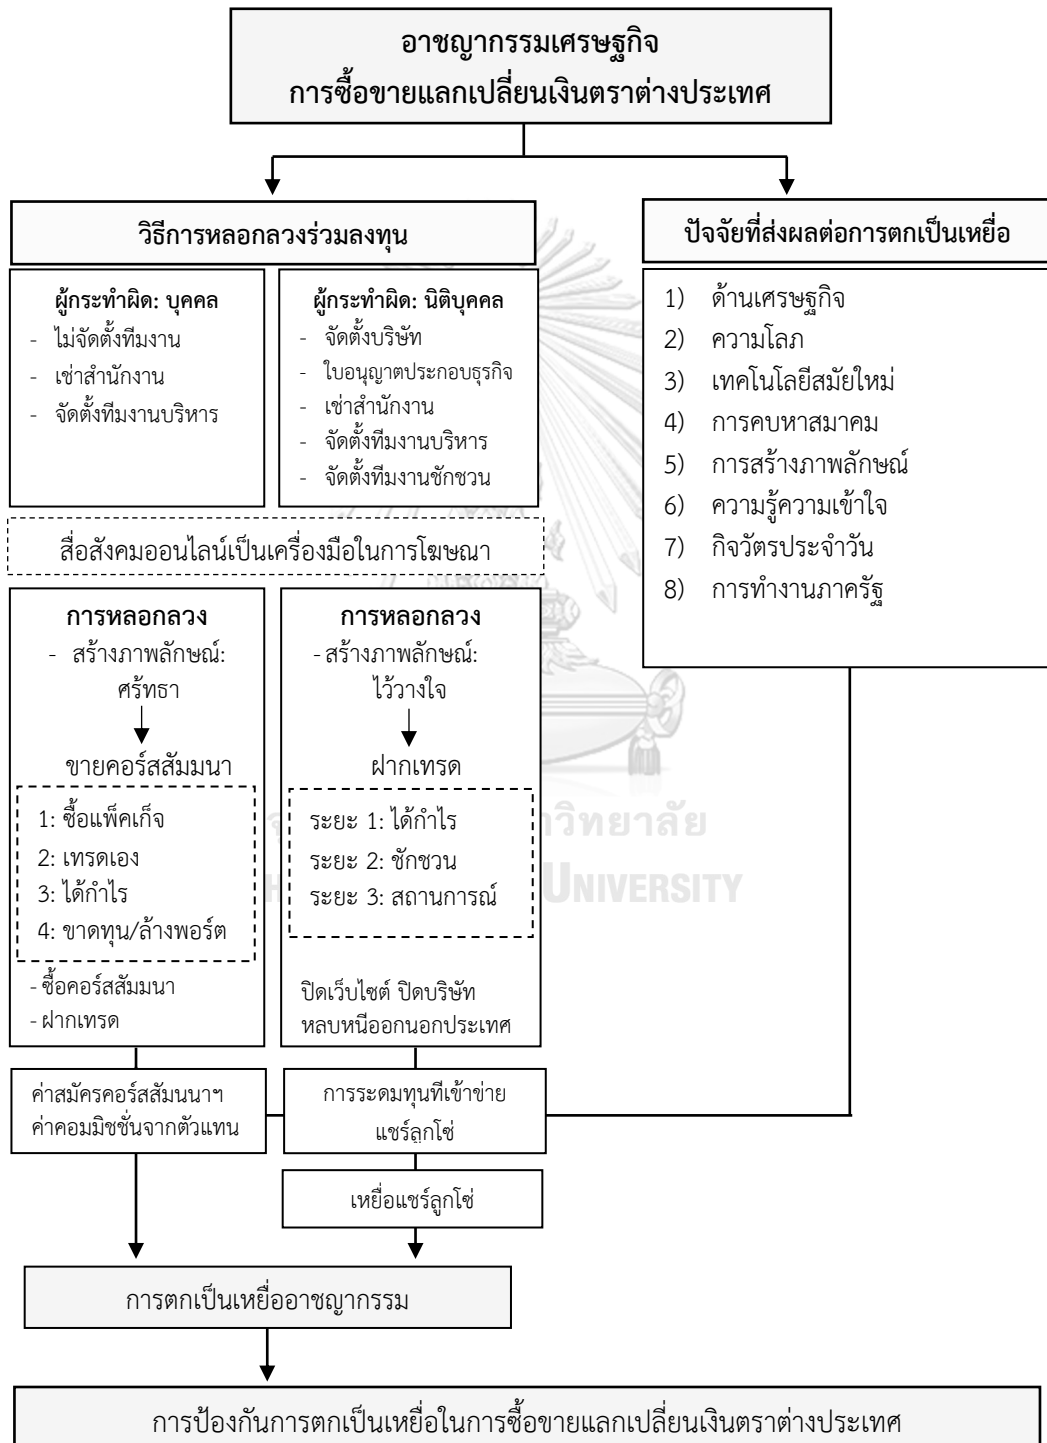 อาชญากรรมเศรษฐกิจ
การซื้อขายแลกเปลี่ยนเงินตราต่างประเทศ
วิธีการหลอกลวงร่วมลงทุน
ผู้กระทำผิด: บุคคล
- ไม่จัดตั้งทีมงาน
- เช่าสำนักงาน
- จัดตั้งทีมงานบริหาร
ผู้กระทำผิด: นิติบุคคล
- จัดตั้งบริษัท
- ใบอนุญาตประกอบธุรกิจ
- เช่าสำนักงาน
- จัดตั้งทีมงานบริหาร
- จัดตั้งทีมงานชักชวน
ปัจจัยที่ส่งผลต่อการตกเป็นเหยื่อ
1) ด้านเศรษฐกิจ
2) ความโลภ
3) เทคโนโลยีสมัยใหม่
4) การคบหาสมาคม
5) การสร้างภาพลักษณ์
6) ความรู้ความเข้าใจ
7) กิจวัตรประจำวัน
8) การทำงานภาครัฐ
สื่อสังคมออนไลน์เป็นเครื่องมือในการโฆษณา
การหลอกลวง
- สร้างภาพลักษณ์:
ศรัทธา
ขายคอร์สสัมมนา
1: ซื้อแพ็คเก็จ
2: เทรดเอง
3: ได้กำไร
4: ขาดทุน/ล้างพอร์ต
- ซื้อคอร์สสัมมนา
- ฝากเทรด
การหลอกลวง
- สร้างภาพลักษณ์:
ไว้วางใจ
ฝากเทรด
ระยะ 1: ได้กำไร
ระยะ 2: ชักชวน
ระยะ 3: สถานการณ์
ปิดเว็บไซต์ ปิดบริษัท
หลบหนีออกนอกประเทศ
าวิทยาลัย
UNIVERSITY
ค่าสมัครคอร์สสัมนนาฯ
ค่าคอมมิชชั่นจากตัวแทน
การระดมทุนที่เข้าข่าย
แชร์ลูกโซ่
เหยื่อแชร์ลูกโซ่
การตกเป็นเหยื่ออาชญากรรม
การป้องกันการตกเป็นเหยื่อในการซื้อขายแลกเปลี่ยนเงินตราต่างประเทศ